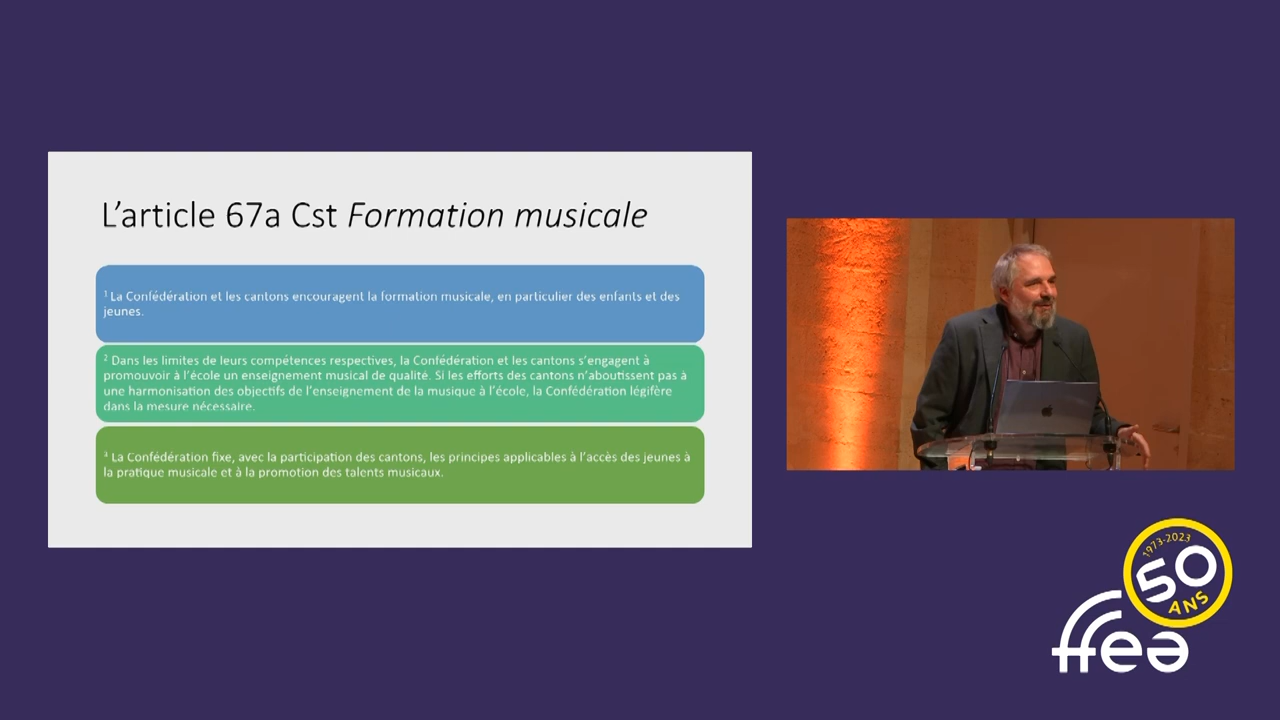 L'article 67a Cst Formation musicale
¹ La Confédération et les cantons encouragent la formation musicale, en particulier des enfants et des
jeunes.
² Dans les limites de leurs compétences respectives, la Confédération et les cantons s'engagent à
promouvoir à l'école un enseignement musical de qualité. Si les efforts des cantons n'aboutissent pas à
une harmonisation des objectifs de l'enseignement de la musique à l'école, la Confédération légifère
dans la mesure nécessaire.
³ La Confédération fixe, avec la participation des cantons, les principes applicables à l'accès des jeunes à
la pratique musicale et à la promotion des talents musicaux.
1973-2023
50
ANS
ffea